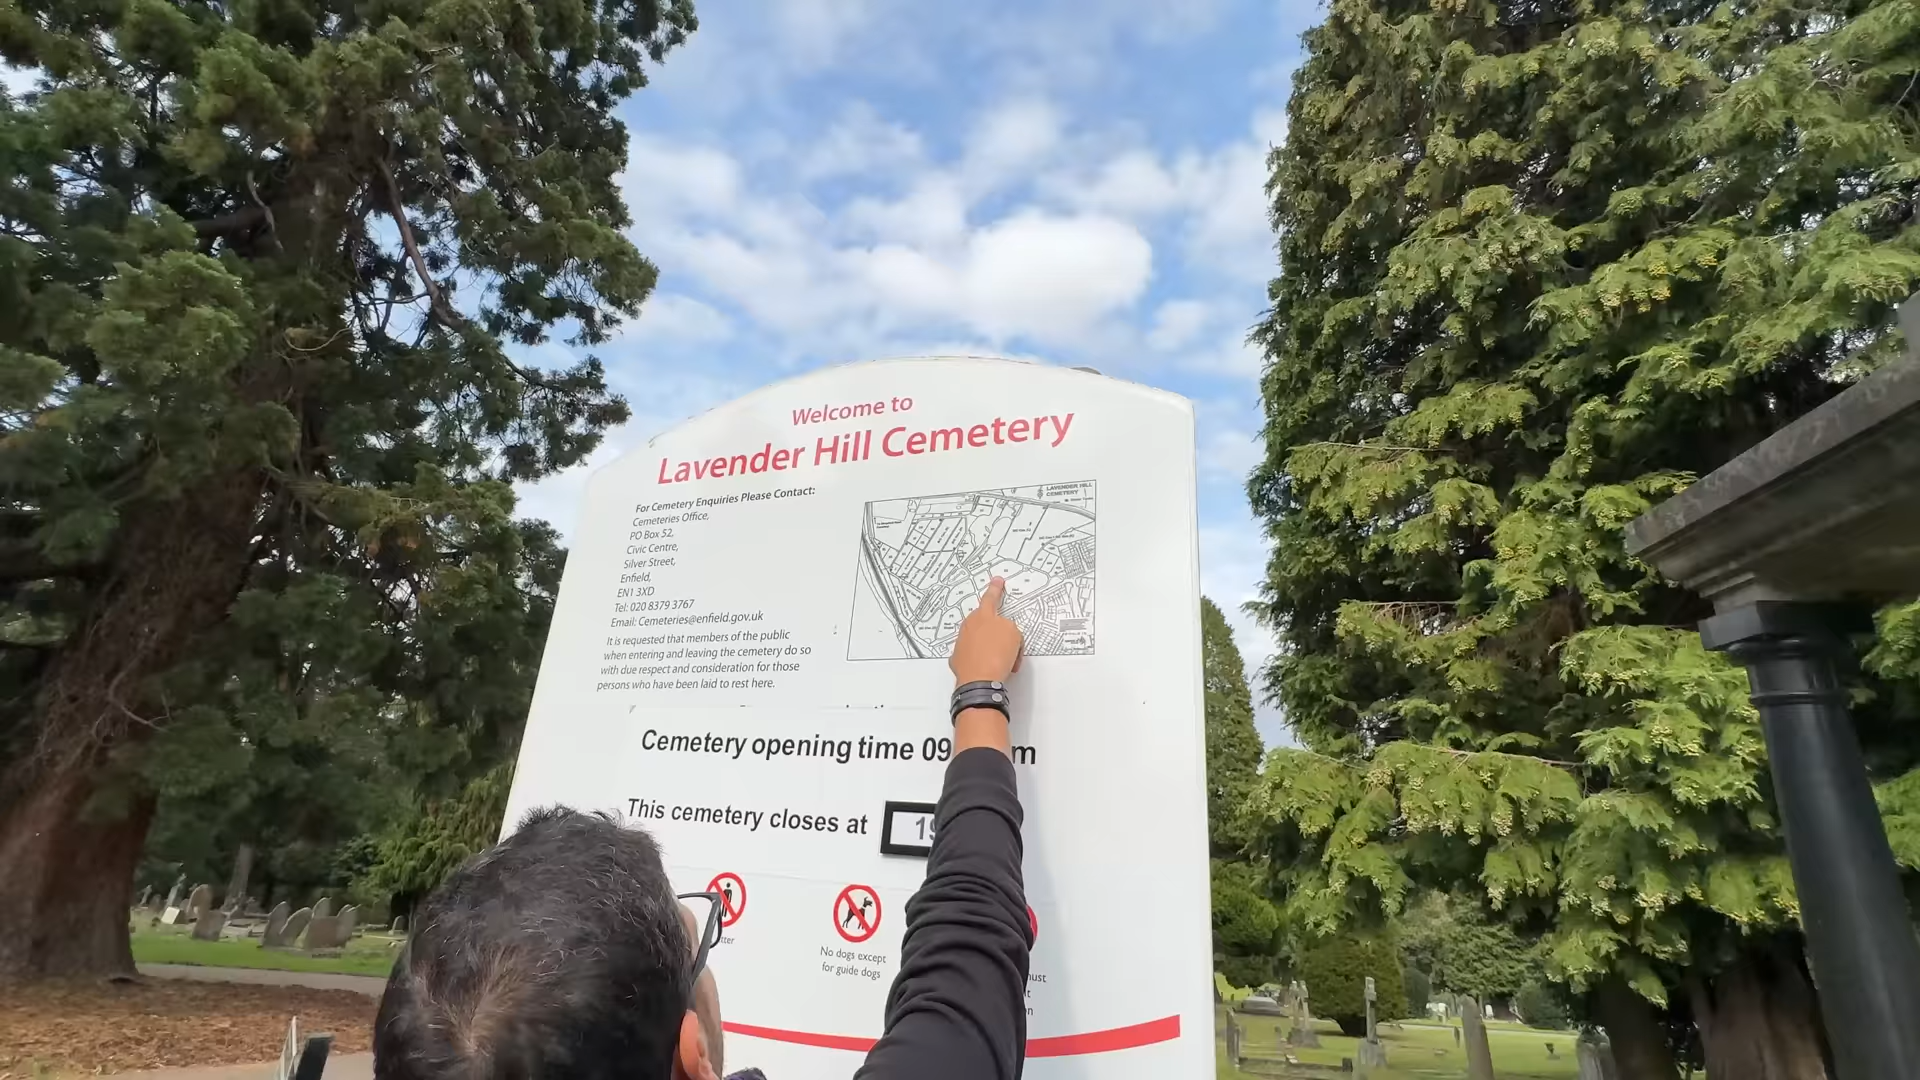 Welcome to
Lavender Hill Cemetery
For Cemetery Enquiries Please Contact:
Cemeteries Office,
PO Box 52,
Civic Centre,
Silver Street,
Enfield,
EN1 3XD
Tel: 020 8379 3767
Email: Cemeteries@enfield.gov.uk
It is requested that members of the public
when entering and leaving the cemetery do so
with due respect and consideration for those
persons who have been laid to rest here.
LAVENDER HILL
CEMETERY
Cemetery opening time 09
This cemetery closes at
No dogs except
for guide dogs